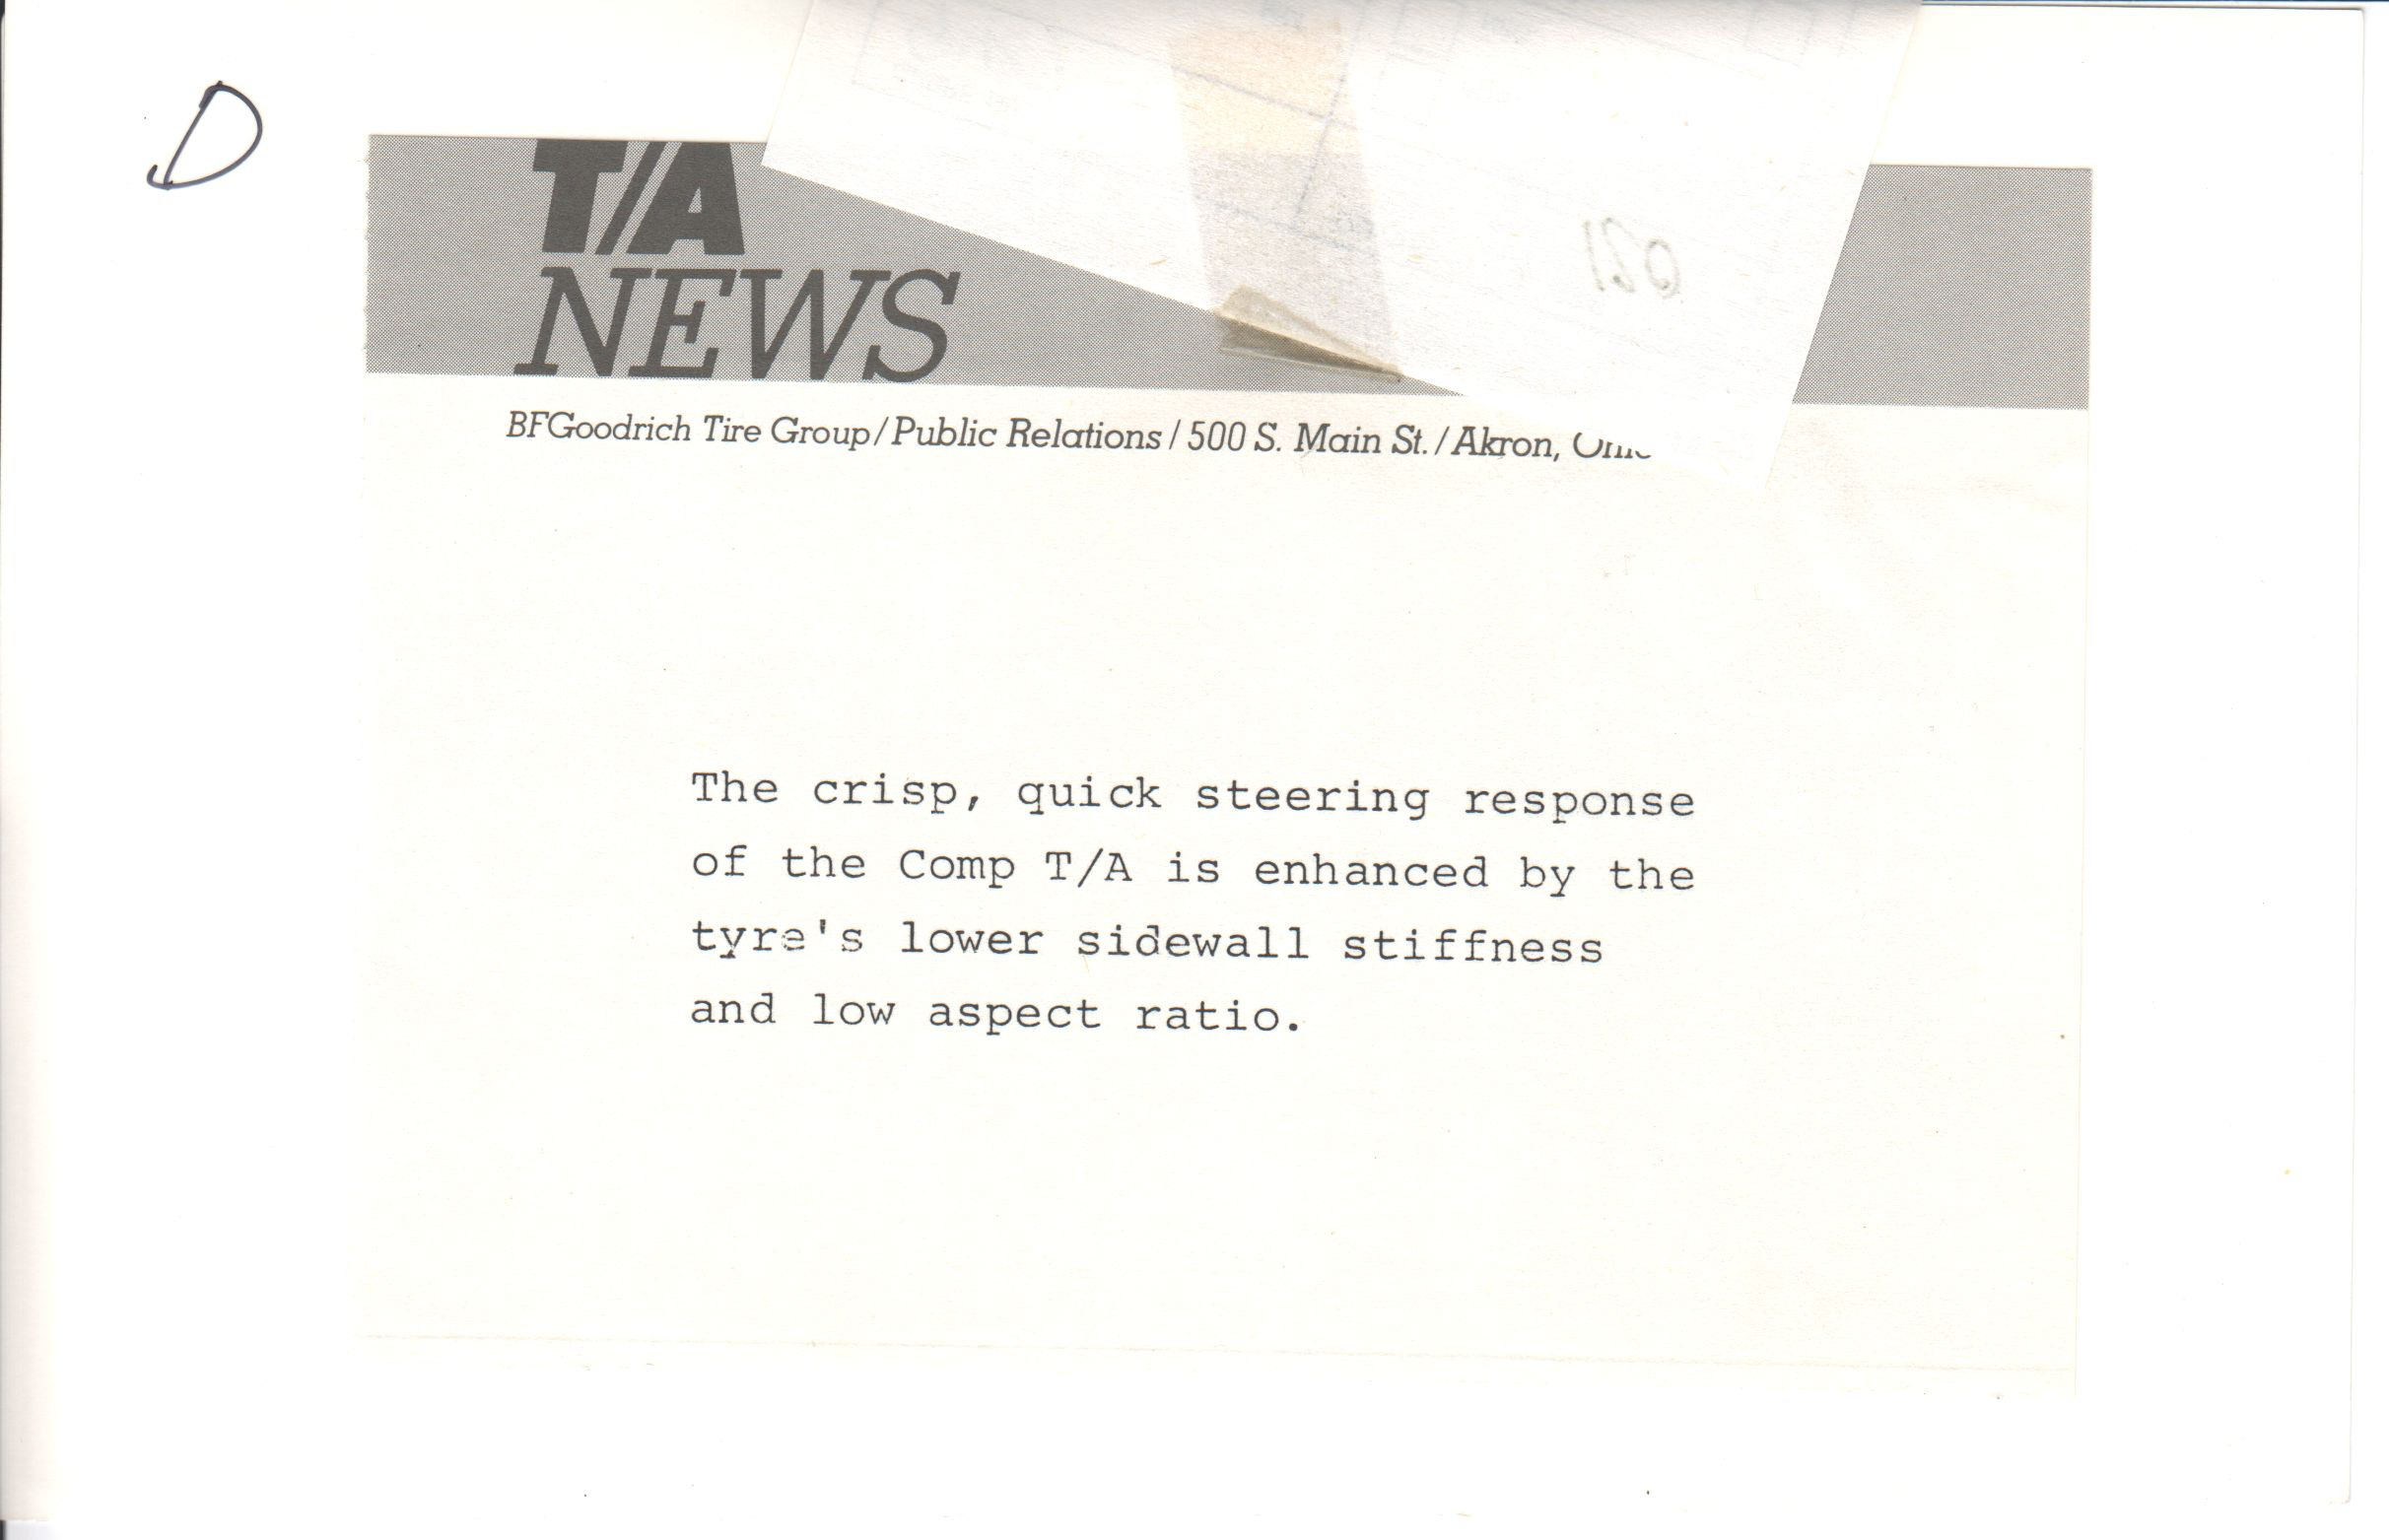 D
T/A
NEWS
BFGoodrich Tire Group/Public Relations/500 S. Main St./Akron,
The crisp, quick steering response
of the Comp T/A is enhanced by the
tyre's lower sidewall stiffness
and low aspect ratio.